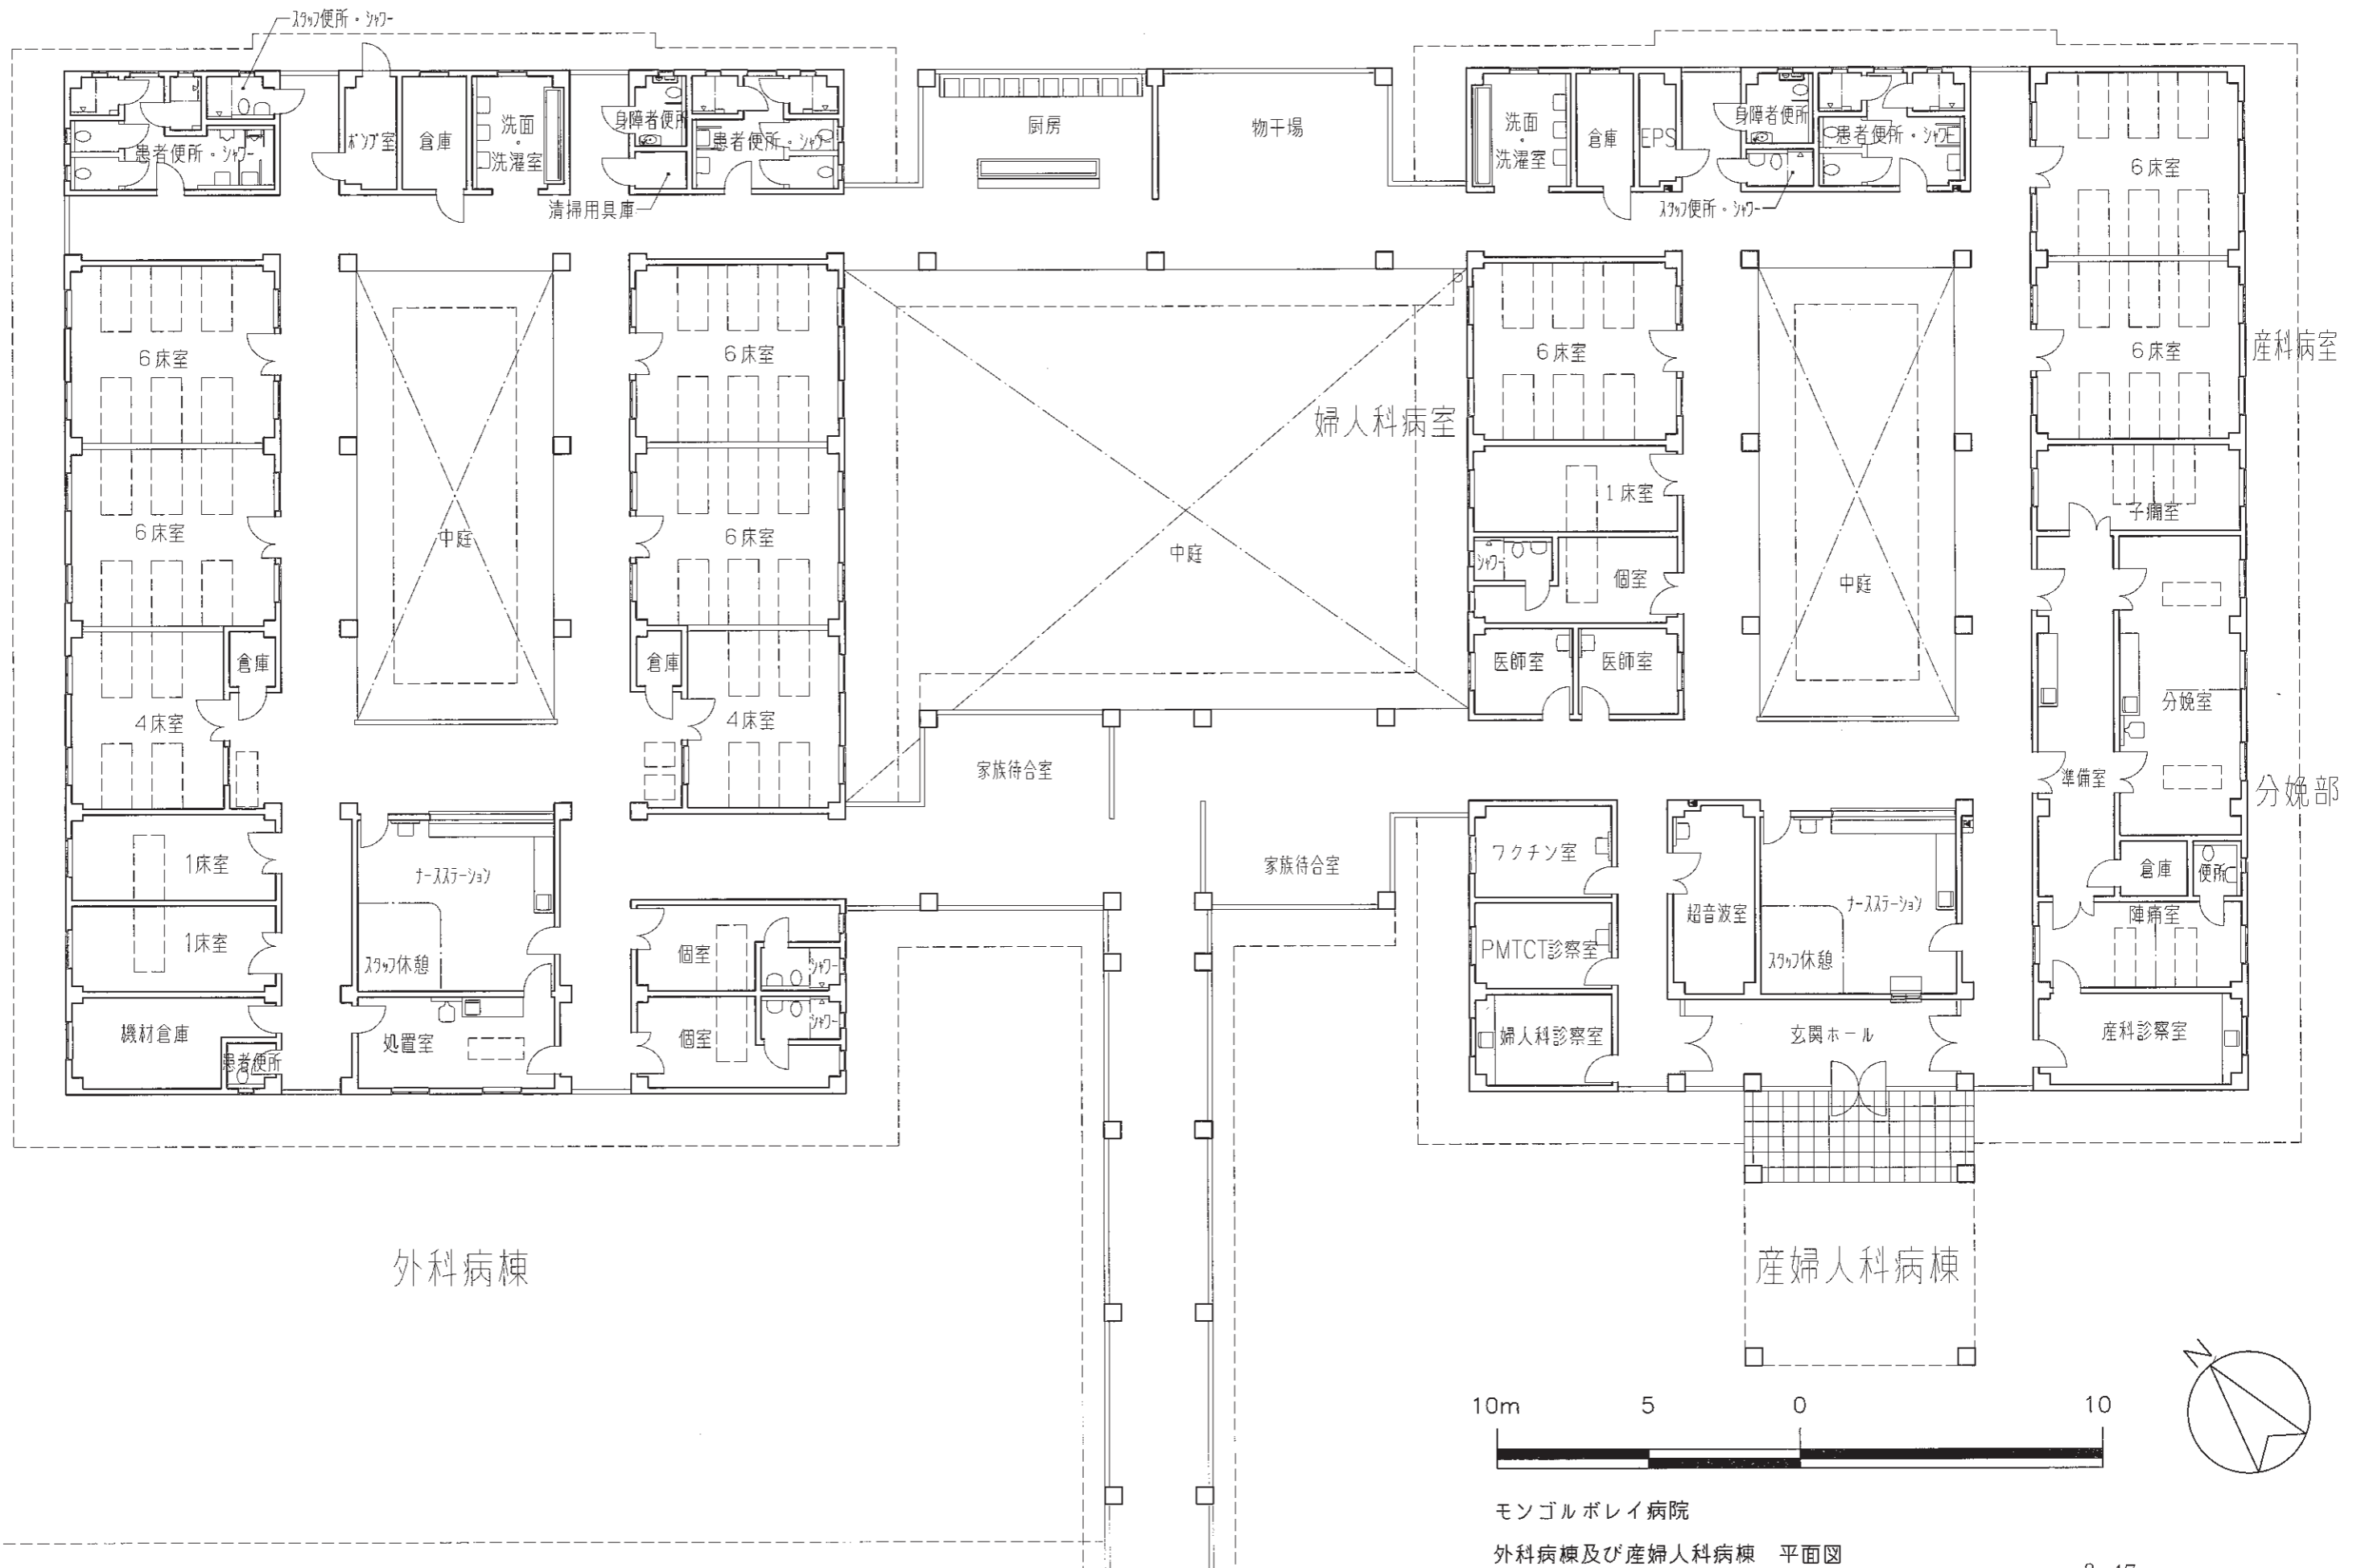 スタッフ便所・シャワー
患者便所・シャワー
ポンプ室
倉庫
洗面
・
洗濯室
身障者便所
患者便所・シャワー
清掃用具庫
厨房
物干場
洗面
・
洗濯室
倉庫
EPS
身障者便所
患者便所・シャワー
スタッフ便所・シャワー
6床室
6床室
産科病室
6床室
6床室
中庭
6床室
6床室
中庭
婦人科病室
6床室
1床室
シャワー
個室
医師室
医師室
中庭
子癇室
分娩室
準備室
分娩部
倉庫
4床室
倉庫
4床室
家族待合室
家族待合室
1床室
1床室
ナースステーション
スタッフ休憩
機材倉庫
患者便所
処置室
個室
シャワー
個室
シャワー
ワクチン室
PMTCT診察室
婦人科診察室
超音波室
ナースステーション
スタッフ休憩
玄関ホール
倉庫
便所
陣痛室
産科診察室
外科病棟
産婦人科病棟
N
10m 5 0 10
モンゴルボレイ病院
外科病棟及び産婦人科病棟 平面図